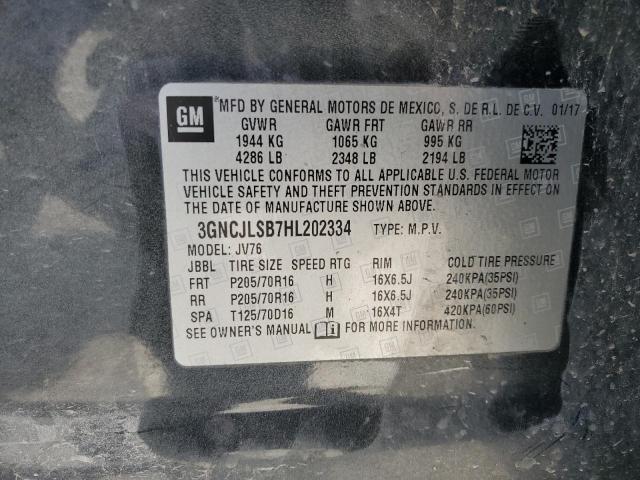 GM
MFD BY GENERAL MOTORS DE MEXICO, S. DE R.L. DE C.V. 01/17
GVWR GAWR FRT GAWR RR
1944 KG 1065 KG 995 KG
4286 LB 2348 LB 2194 LB
THIS VEHICLE CONFORMS TO ALL APPLICABLE U.S. FEDERAL MOTOR
VEHICLE SAFETY AND THEFT PREVENTION STANDARDS IN EFFECT ON
THE DATE OF MANUFACTURE SHOWN ABOVE.
3GNCJLSB7HL202334 TYPE: M.P.V.
MODEL: JV76
JBBL TIRE SIZE SPEED RTG RIM COLD TIRE PRESSURE
FRT P205/70R16 H 16X6.5J 240KPA(35PSI)
RR P205/70R16 H 16X6.5J 240KPA(35PSI)
SPA T125/70D16 M 16X4T 420KPA(60PSI)
SEE OWNER'S MANUAL FOR MORE INFORMATION.